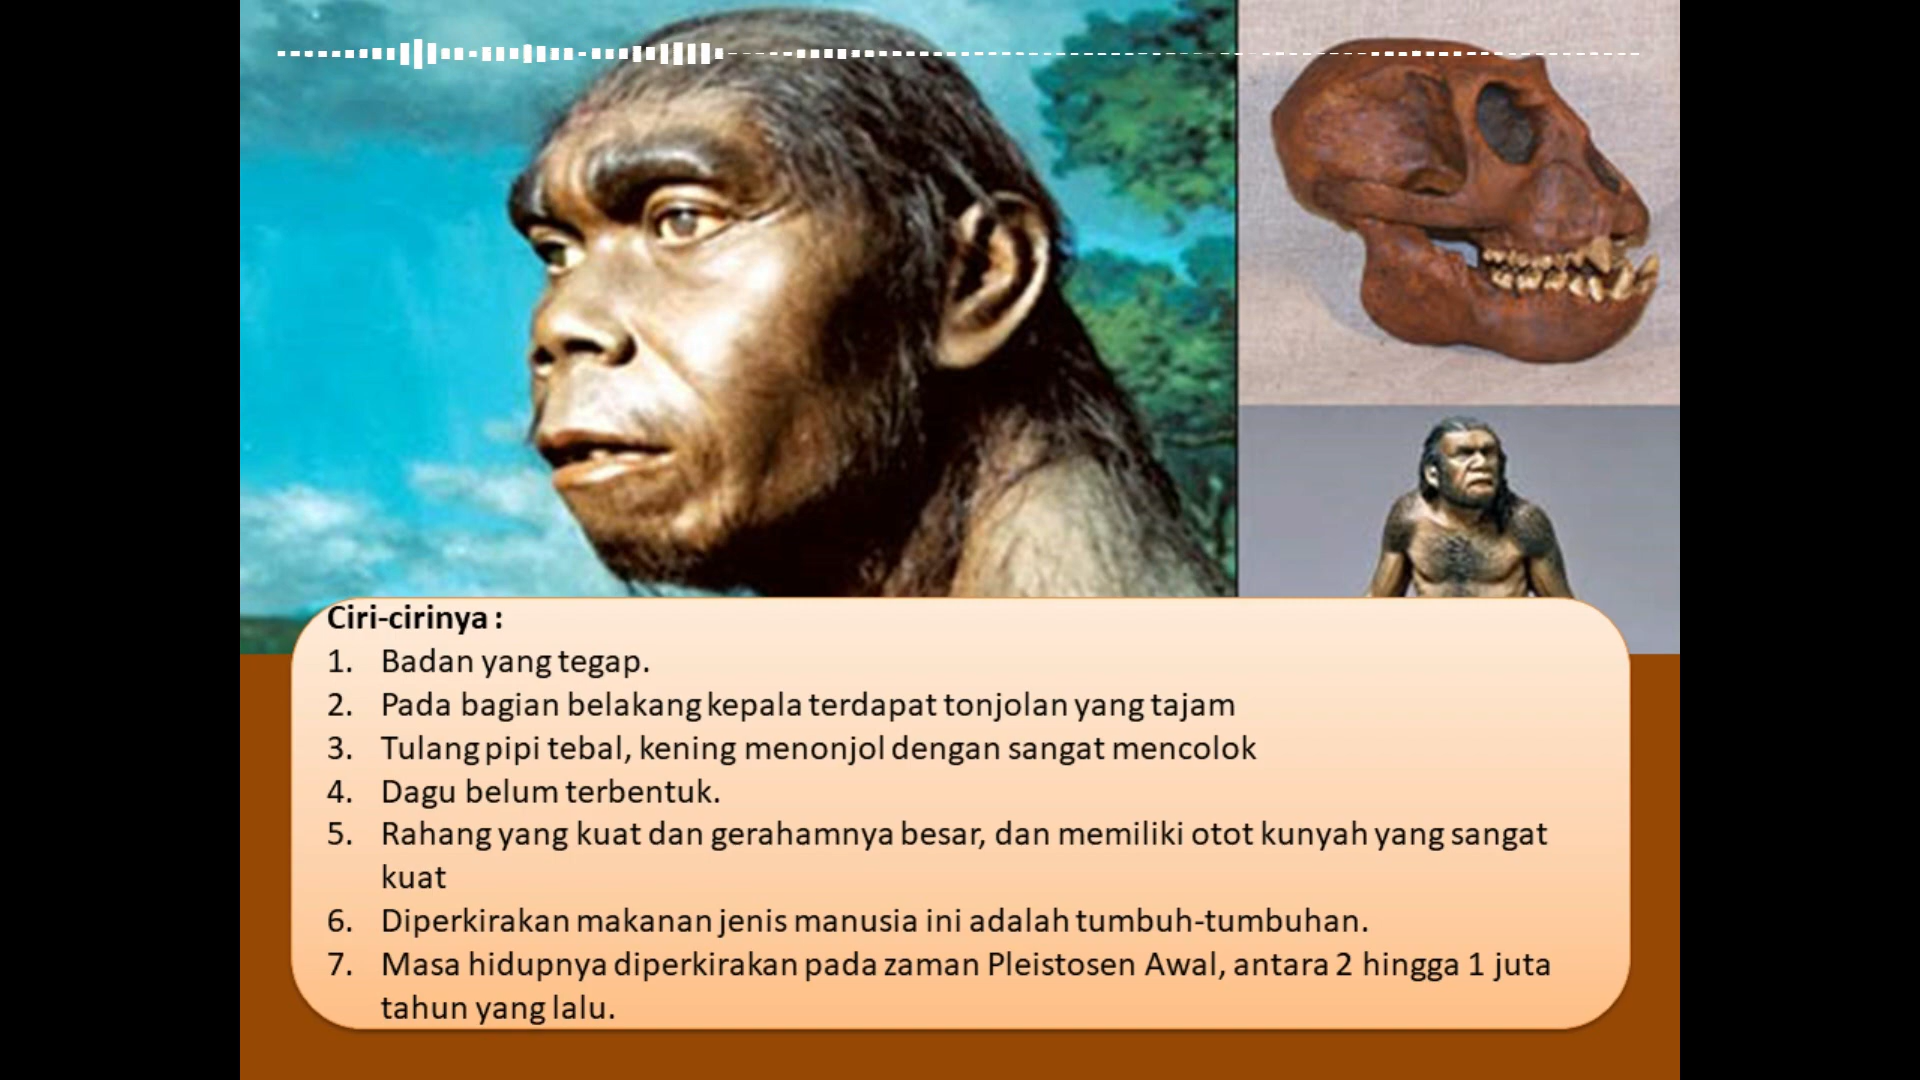 Ciri-cirinya :
1. Badan yang tegap.
2. Pada bagian belakang kepala terdapat tonjolan yang tajam
3. Tulang pipi tebal, kening menonjol dengan sangat mencolok
4. Dagu belum terbentuk.
5. Rahang yang kuat dan gerahamnya besar, dan memiliki otot kunyah yang sangat
kuat
6. Diperkirakan makanan jenis manusia ini adalah tumbuh-tumbuhan.
7. Masa hidupnya diperkirakan pada zaman Pleistosen Awal, antara 2 hingga 1 juta
tahun yang lalu.